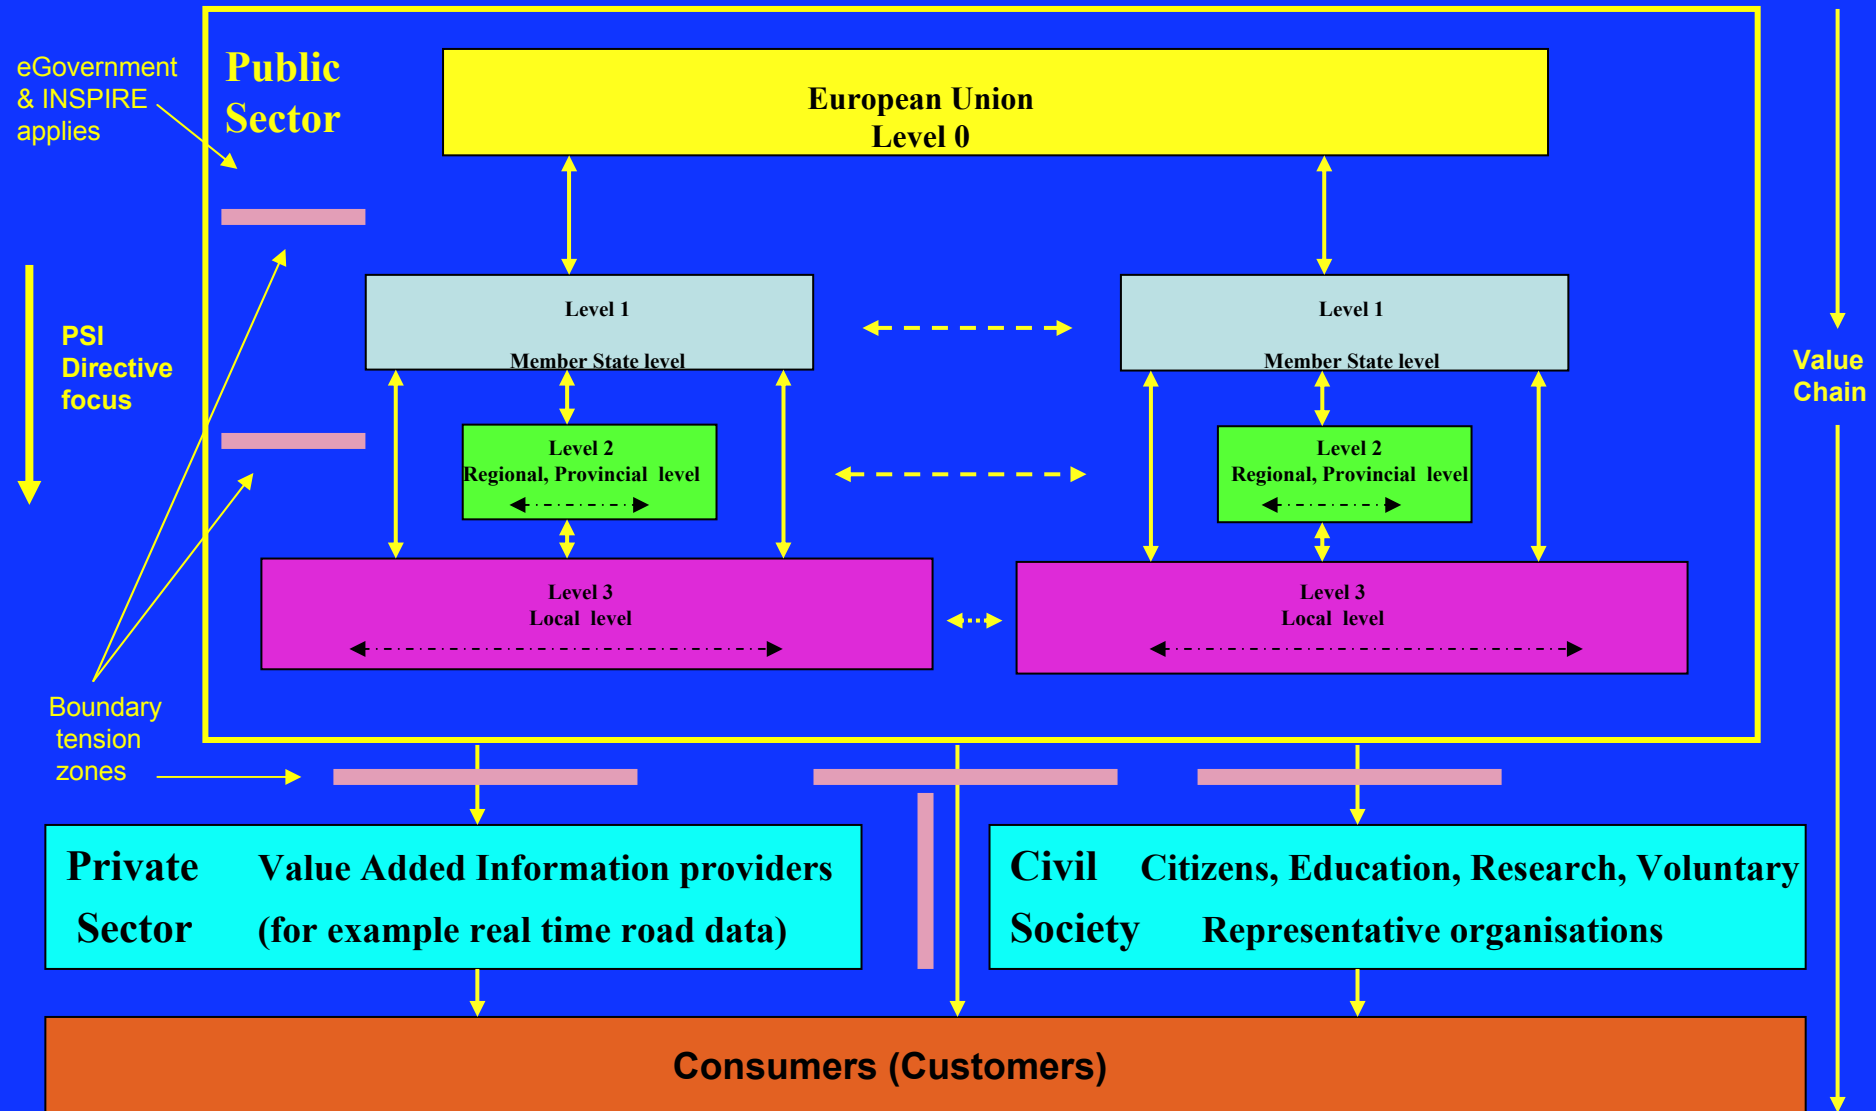 eGovernment
& INSPIRE
applies
Public
Sector
European Union
Level 0
PSI
Directive
focus
Level 1
Member State level
Level 1
Member State level
Value
Chain
Level 2
Regional, Provincial level
Level 2
Regional, Provincial level
Level 3
Local level
Level 3
Local level
Boundary
tension
zones
Private Value Added Information providers
Sector (for example real time road data)
Civil Citizens, Education, Research, Voluntary
Society Representative organisations
Consumers (Customers)